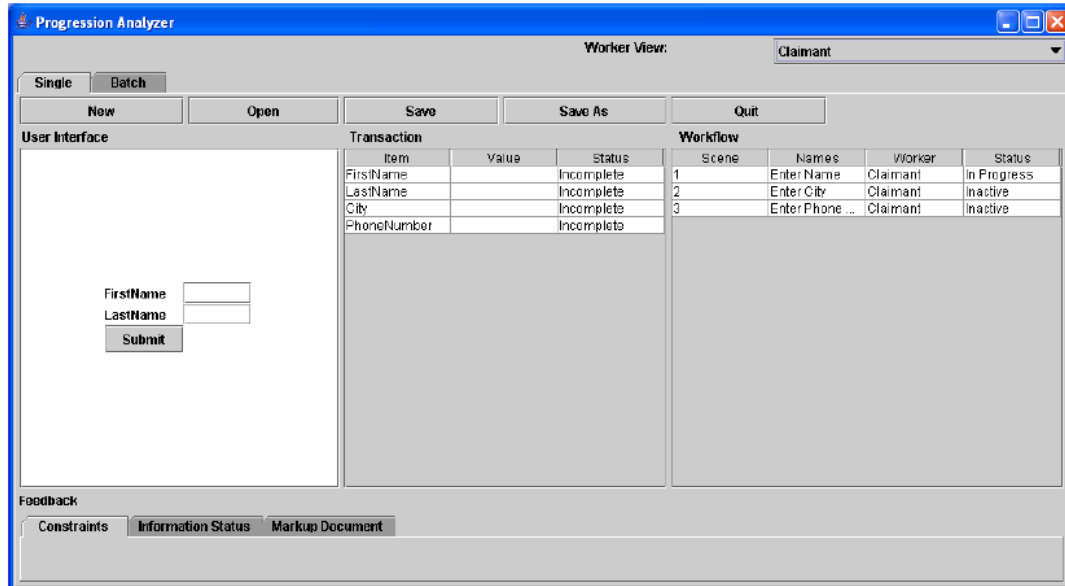 Progression Analyzer
Worker View: Claimant
Single Batch
New Open Save Save As Quit
User Interface Transaction Workflow
Item Value Status Scene Names Worker Status
FirstName Incomplete 1 Enter Name Claimant In Progress
LastName Incomplete 2 Enter City Claimant Inactive
City Incomplete 3 Enter Phone ... Claimant Inactive
PhoneNumber Incomplete
FirstName
LastName
Submit
Feedback
Constraints Information Status Markup Document